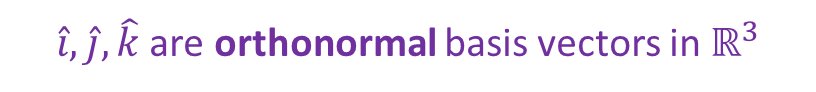 î, ĵ, k̂ are orthonormal basis vectors in ℝ³